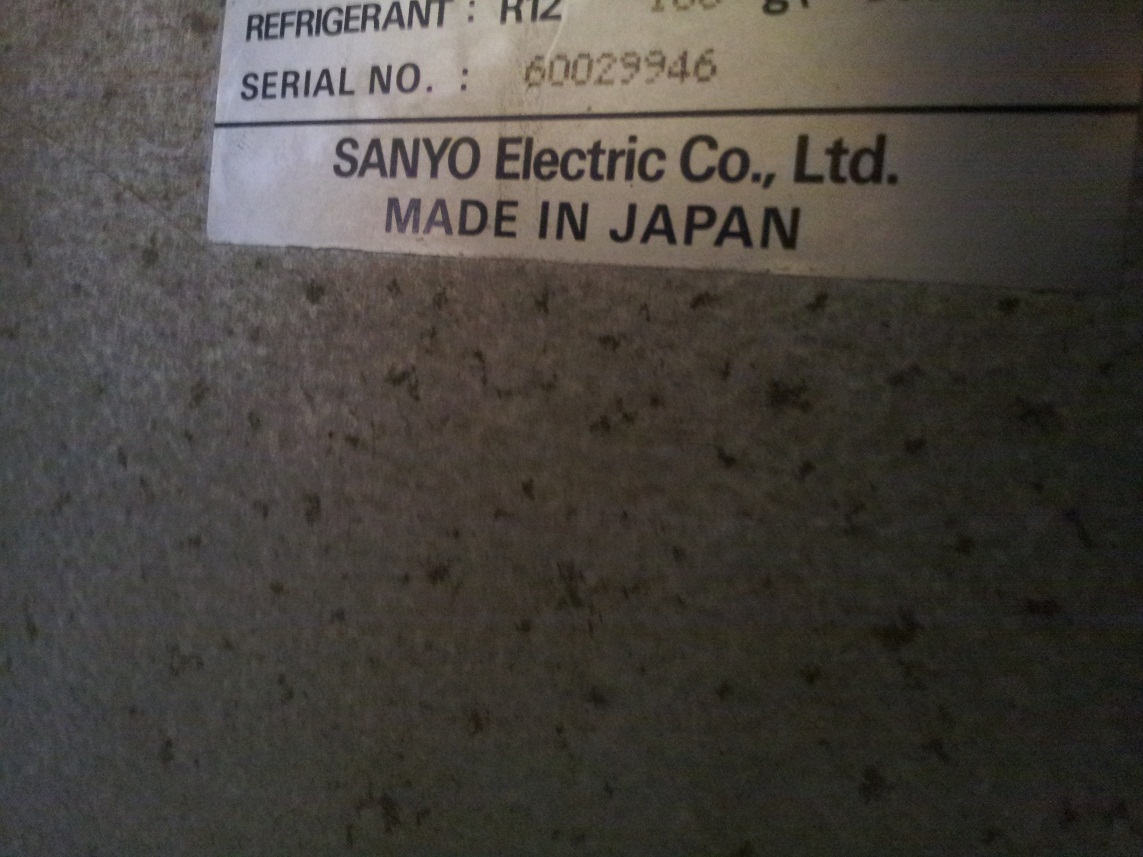 REFRIGERANT : R12
SERIAL NO. : 60029946
SANYO Electric Co., Ltd.
MADE IN JAPAN